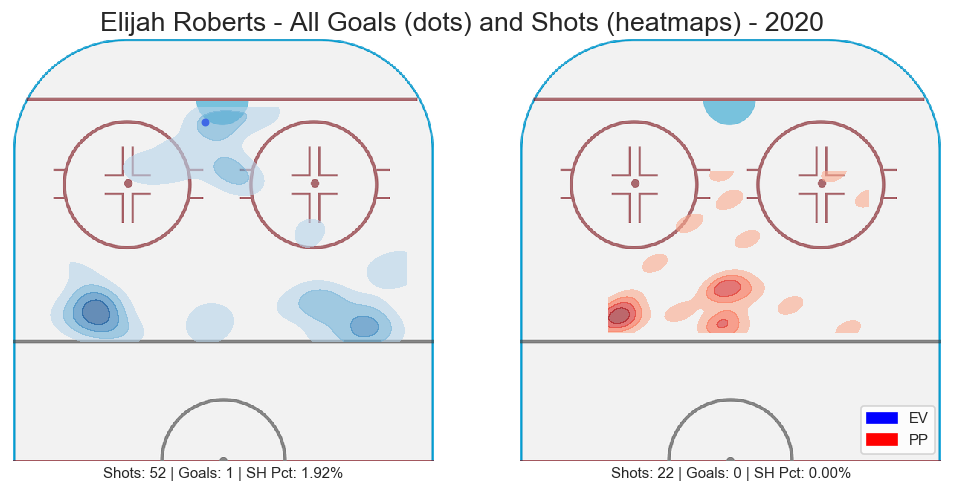 Elijah Roberts - All Goals (dots) and Shots (heatmaps) - 2020
EV
PP
Shots: 52 | Goals: 1 | SH Pct: 1.92%
Shots: 22 | Goals: 0 | SH Pct: 0.00%